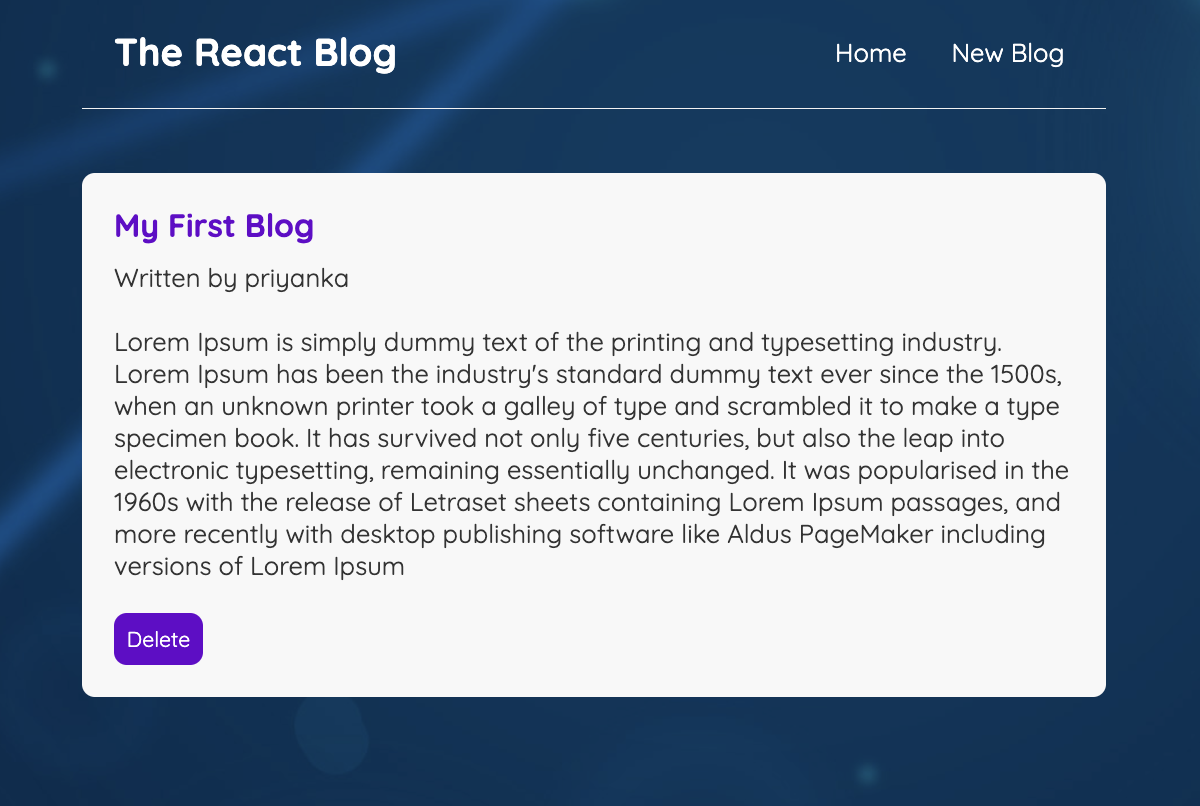 The React Blog
Home New Blog
My First Blog
Written by priyanka
Lorem Ipsum is simply dummy text of the printing and typesetting industry.
Lorem Ipsum has been the industry's standard dummy text ever since the 1500s,
when an unknown printer took a galley of type and scrambled it to make a type
specimen book. It has survived not only five centuries, but also the leap into
electronic typesetting, remaining essentially unchanged. It was popularised in the
1960s with the release of Letraset sheets containing Lorem Ipsum passages, and
more recently with desktop publishing software like Aldus PageMaker including
versions of Lorem Ipsum
Delete